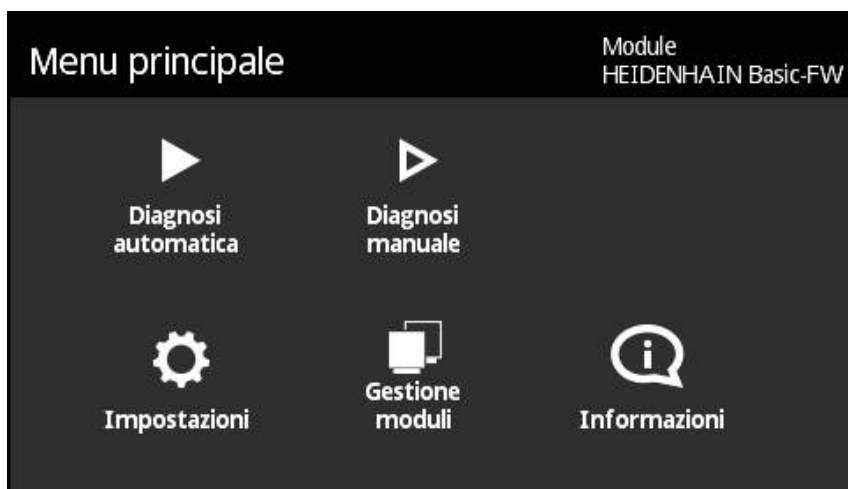 Menu principale
Module
HEIDENHAIN Basic-FW
Diagnosi
automatica
Diagnosi
manuale
Impostazioni
Gestione
moduli
Informazioni